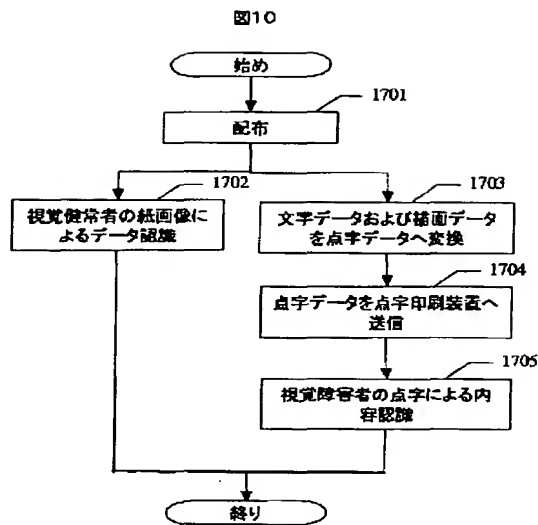 図10
始め
1701
配布
1702
視覚健常者の紙画像に
よるデータ認識
1703
文字データおよび描画データ
を点字データへ変換
1704
点字データを点字印刷装置へ
送信
1705
視覚障害者の点字による内
容認識
終り